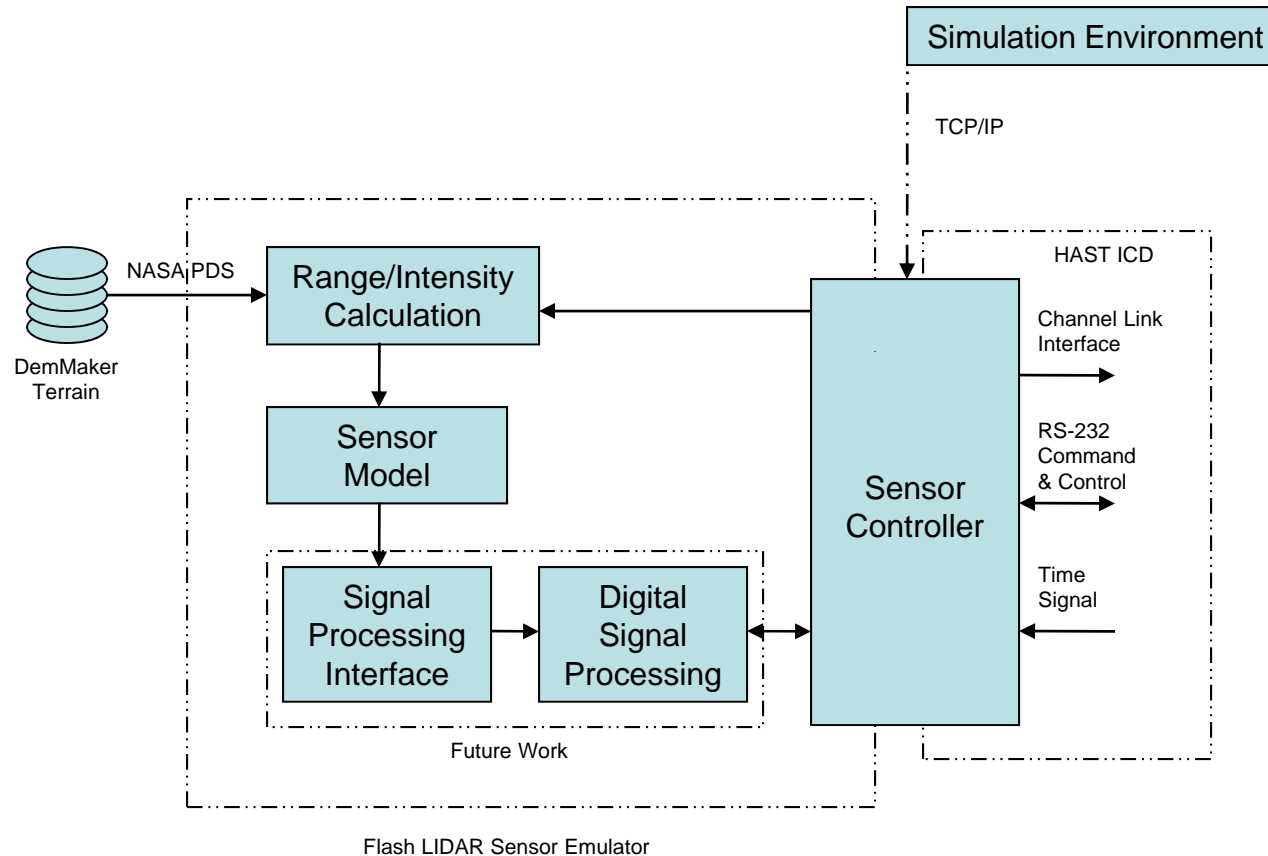 Simulation Environment
TCP/IP
HAST ICD
NASA PDS
Range/Intensity
Calculation
Channel Link
Interface
DemMaker
Terrain
Sensor
Model
RS-232
Command
& Control
Sensor
Controller
Signal
Processing
Interface
Digital
Signal
Processing
Time
Signal
Future Work
Flash LIDAR Sensor Emulator